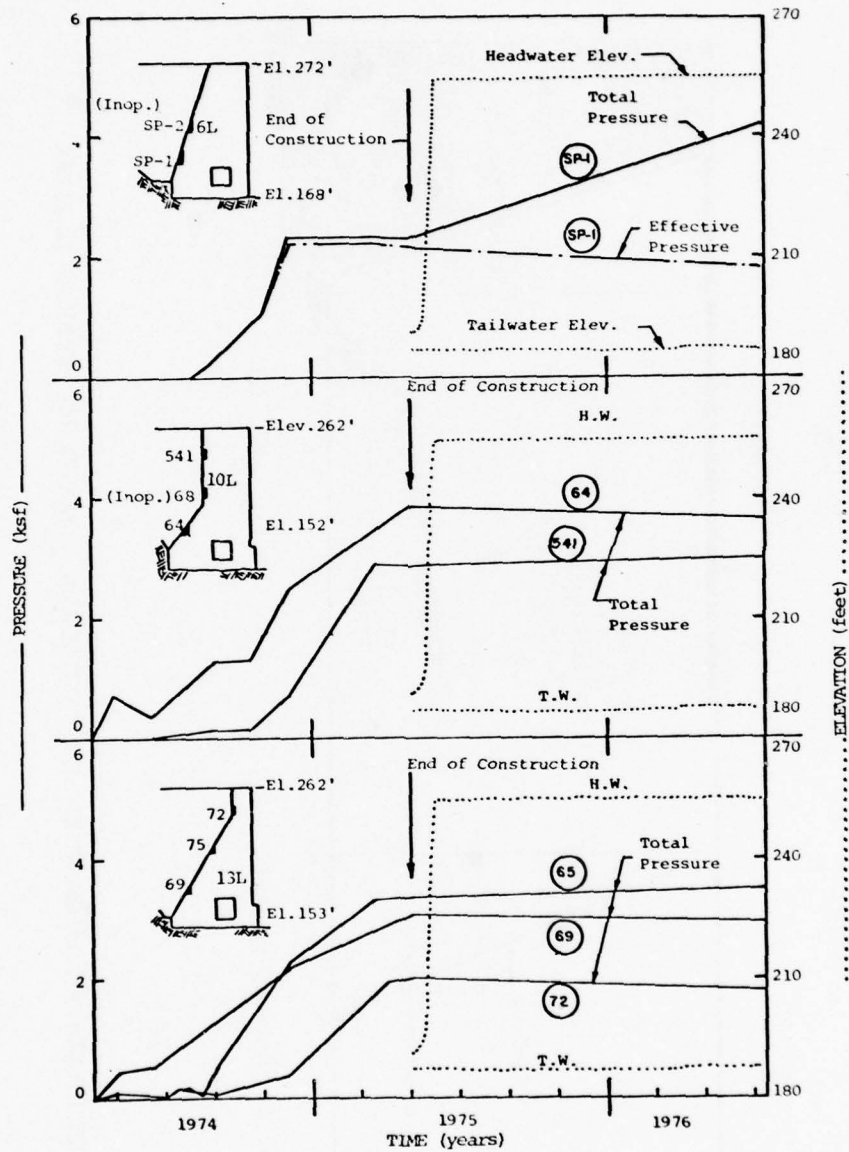 6
270
El.272'
Headwater Elev.
(Inop.)
SP-2 6L
End of
Construction
Total
Pressure
SP-1
4
240
El.168'
SP-1
SP-1
Effective
Pressure
2
210
Tailwater Elev.
0
180
6
End of Construction
270
Elev.262'
H.W.
541
10L
(Inop.)68
4
64
240
64
El.152'
541
Total
Pressure
2
210
T.W.
0
180
6
270
End of Construction
El.262'
H.W.
72
75
Total
Pressure
4
240
65
69
13L
El.153'
69
2
210
72
T.W.
0
180
1974
1975
1976
TIME (years)
PRESSURE (ksf)
ELEVATION (feet)